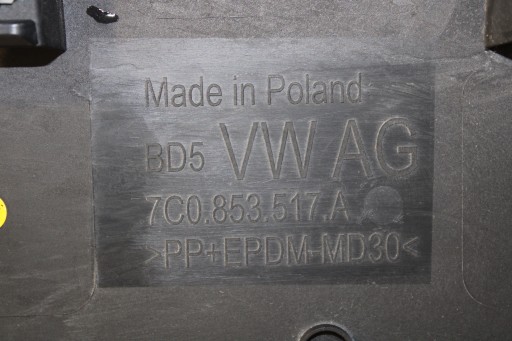 Made in Poland
BD5 VW AG
7C0.853.517.A
>PP+EPDM-MD30<